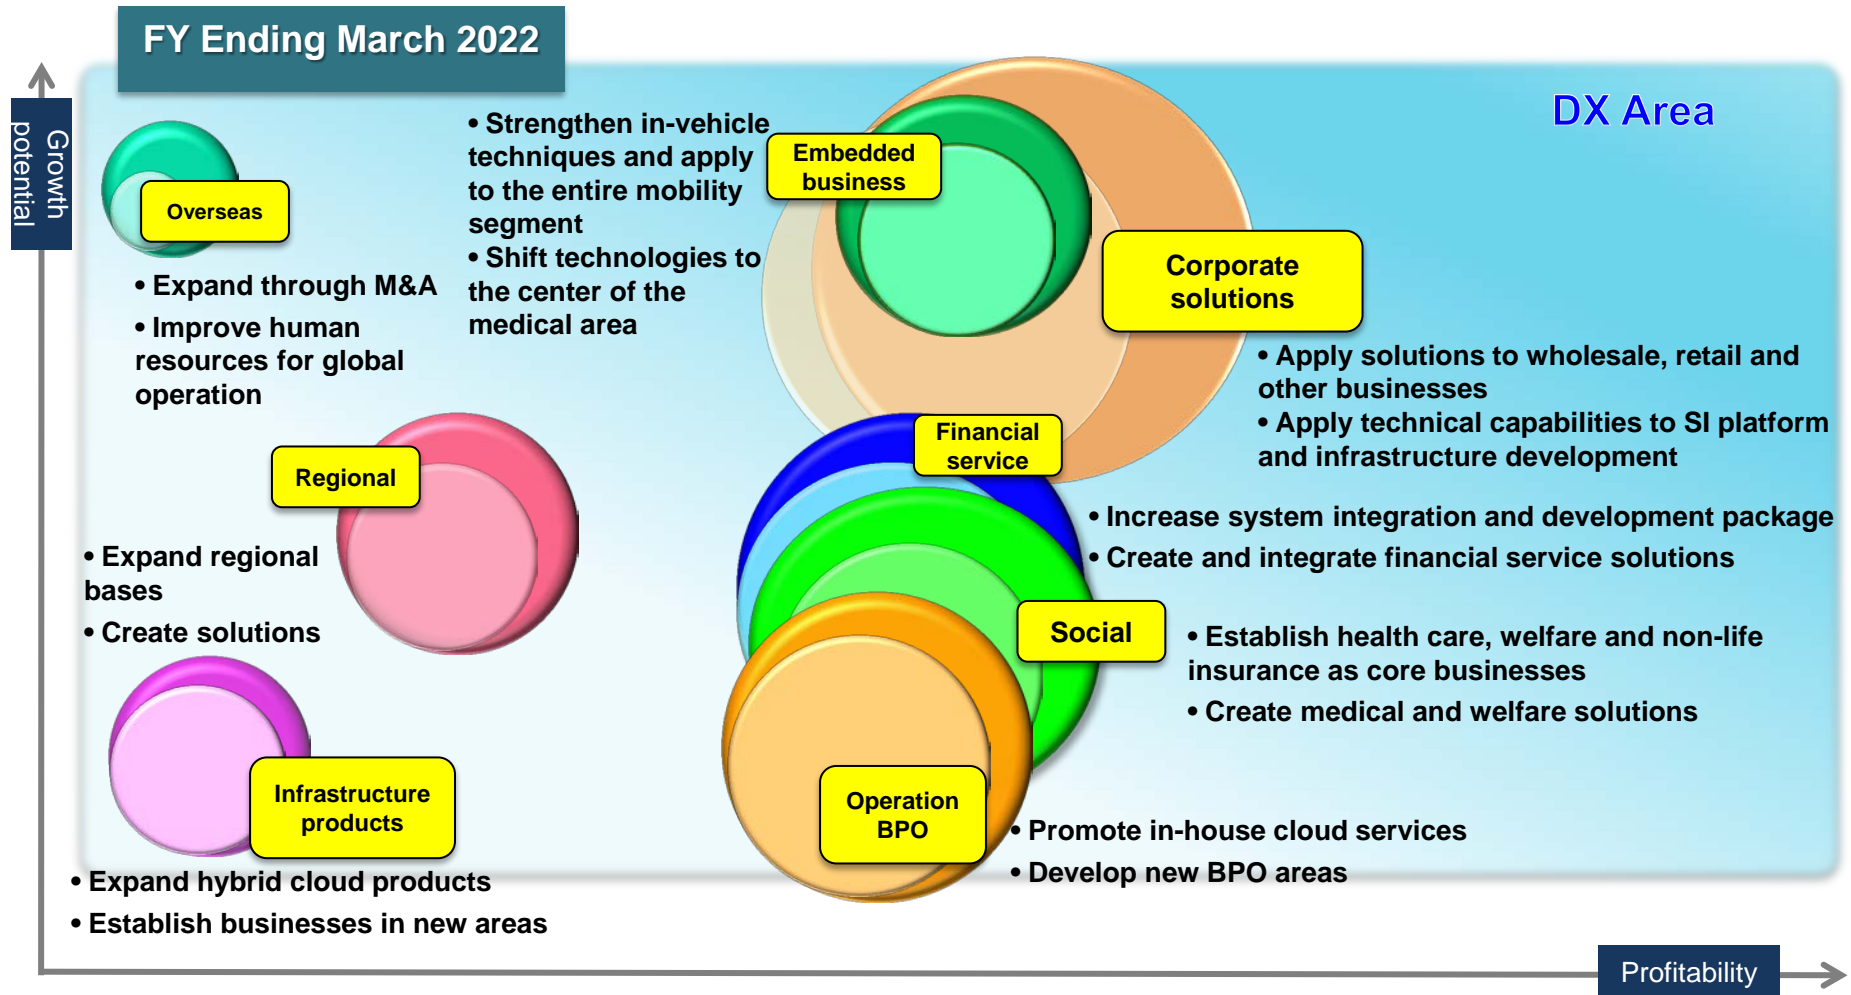 FY Ending March 2022
Growth
potential
DX Area
Overseas
• Expand through M&A
• Improve human
resources for global
operation
• Strengthen in-vehicle
techniques and apply
to the entire mobility
segment
• Shift technologies to
the center of the
medical area
Embedded
business
Corporate
solutions
• Apply solutions to wholesale, retail and
other businesses
• Apply technical capabilities to SI platform
and infrastructure development
Regional
• Expand regional
bases
• Create solutions
Financial
service
• Increase system integration and development package
• Create and integrate financial service solutions
Social
• Establish health care, welfare and non-life
insurance as core businesses
• Create medical and welfare solutions
Infrastructure
products
• Expand hybrid cloud products
• Establish businesses in new areas
Operation
BPO
• Promote in-house cloud services
• Develop new BPO areas
Profitability